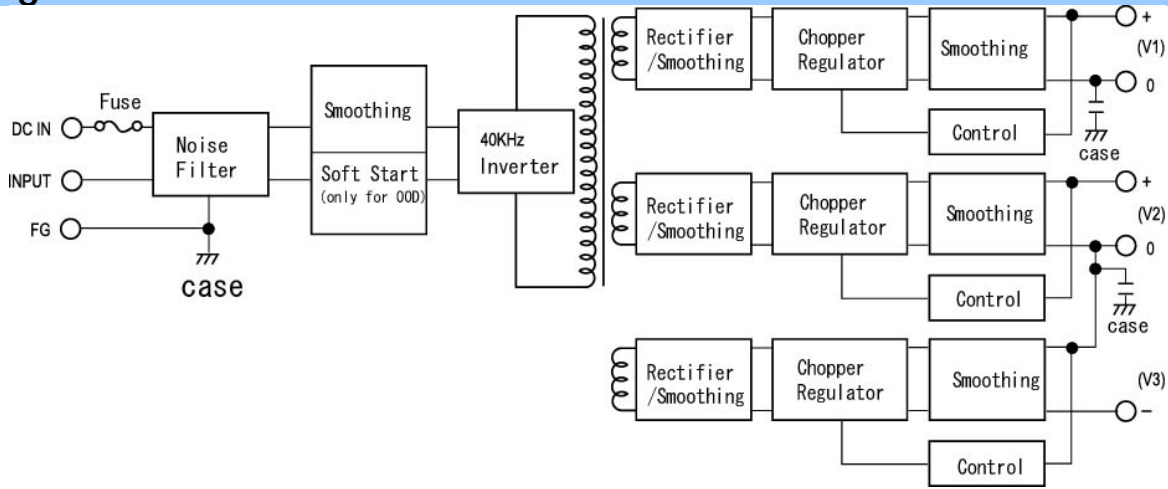 Fuse
DC IN
INPUT
FG
Noise
Filter
case
Smoothing
Soft Start
(only for 00D)
40KHz
Inverter
Rectifier
/Smoothing
Chopper
Regulator
Smoothing
Control
+
(V1)
0
case
Rectifier
/Smoothing
Chopper
Regulator
Smoothing
Control
+
(V2)
0
case
Rectifier
/Smoothing
Chopper
Regulator
Smoothing
Control
(V3)
−